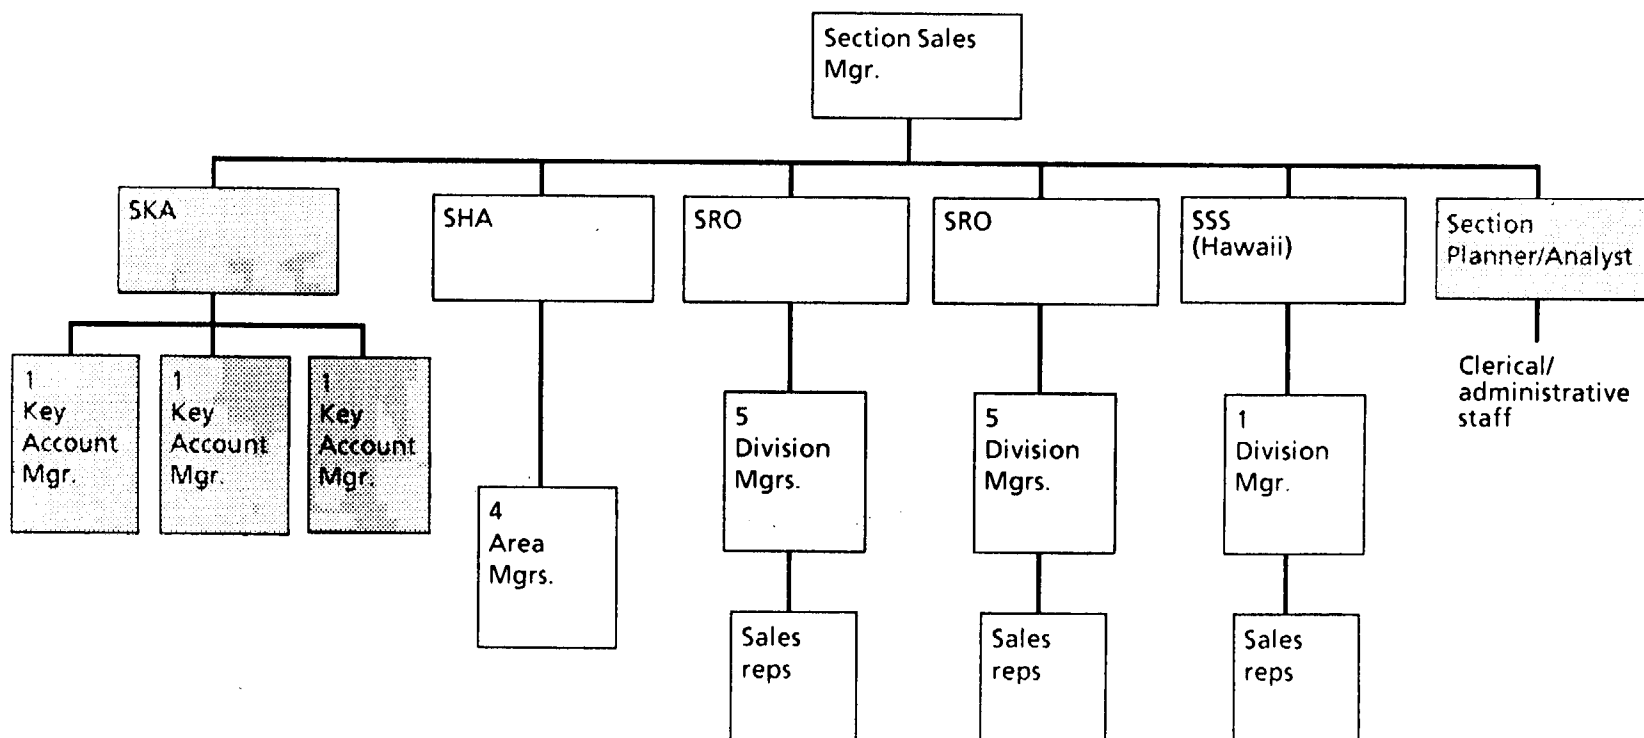 Section Sales
Mgr.
SKA
SHA
SRO
SRO
SSS
(Hawaii)
Section
Planner/Analyst
1
Key
Account
Mgr.
1
Key
Account
Mgr.
1
Key
Account
Mgr.
4
Area
Mgrs.
5
Division
Mgrs.
5
Division
Mgrs.
1
Division
Mgr.
Clerical/
administrative
staff
Sales
reps
Sales
reps
Sales
reps